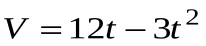 V = 12t − 3t²